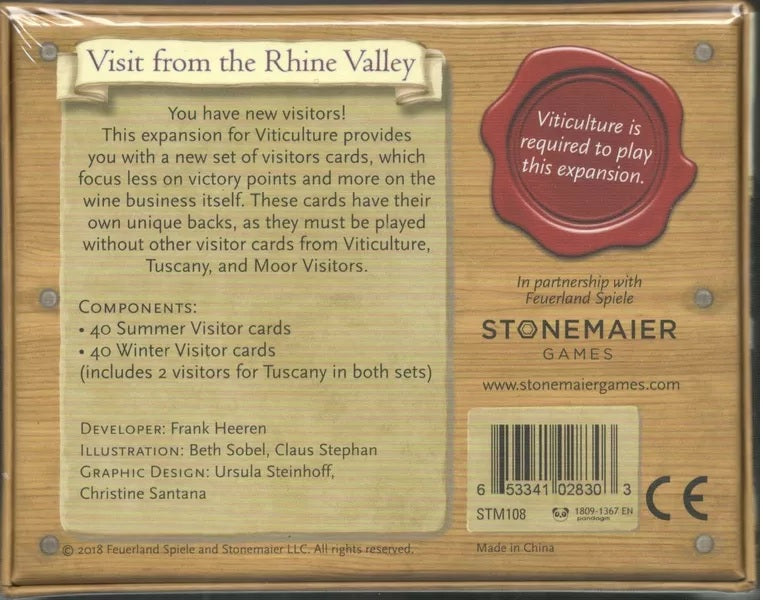 Visit from the Rhine Valley
You have new visitors!
This expansion for Viticulture provides
you with a new set of visitors cards, which
focus less on victory points and more on the
wine business itself. These cards have their
own unique backs, as they must be played
without other visitor cards from Viticulture,
Tuscany, and Moor Visitors.
COMPONENTS:
• 40 Summer Visitor cards
• 40 Winter Visitor cards
(includes 2 visitors for Tuscany in both sets)
DEVELOPER: Frank Heeren
ILLUSTRATION: Beth Sobel, Claus Stephan
GRAPHIC DESIGN: Ursula Steinhoff,
Christine Santana
© 2018 Feuerland Spiele and Stonemaier LLC. All rights reserved.
Viticulture is
required to play
this expansion.
In partnership with
Feuerland Spiele
STONEMAIER
GAMES
www.stonemaiergames.com
6 53341 02830 3
STM108
1809-1367 EN
pandagm
CE
Made in China